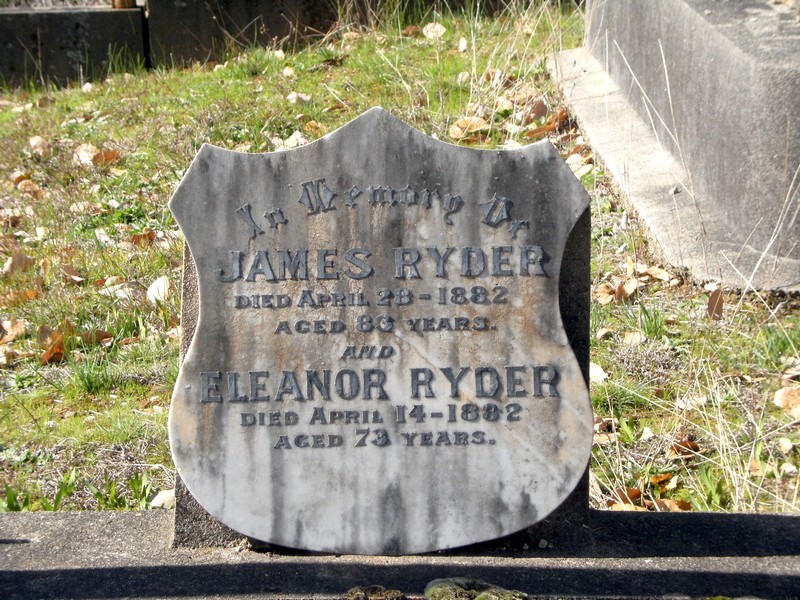 In Memory Of
JAMES RYDER
DIED APRIL 28-1882
AGED YEARS.
AND
ELEANOR RYDER
DIED APRIL 14-1882
AGED 73 YEARS.